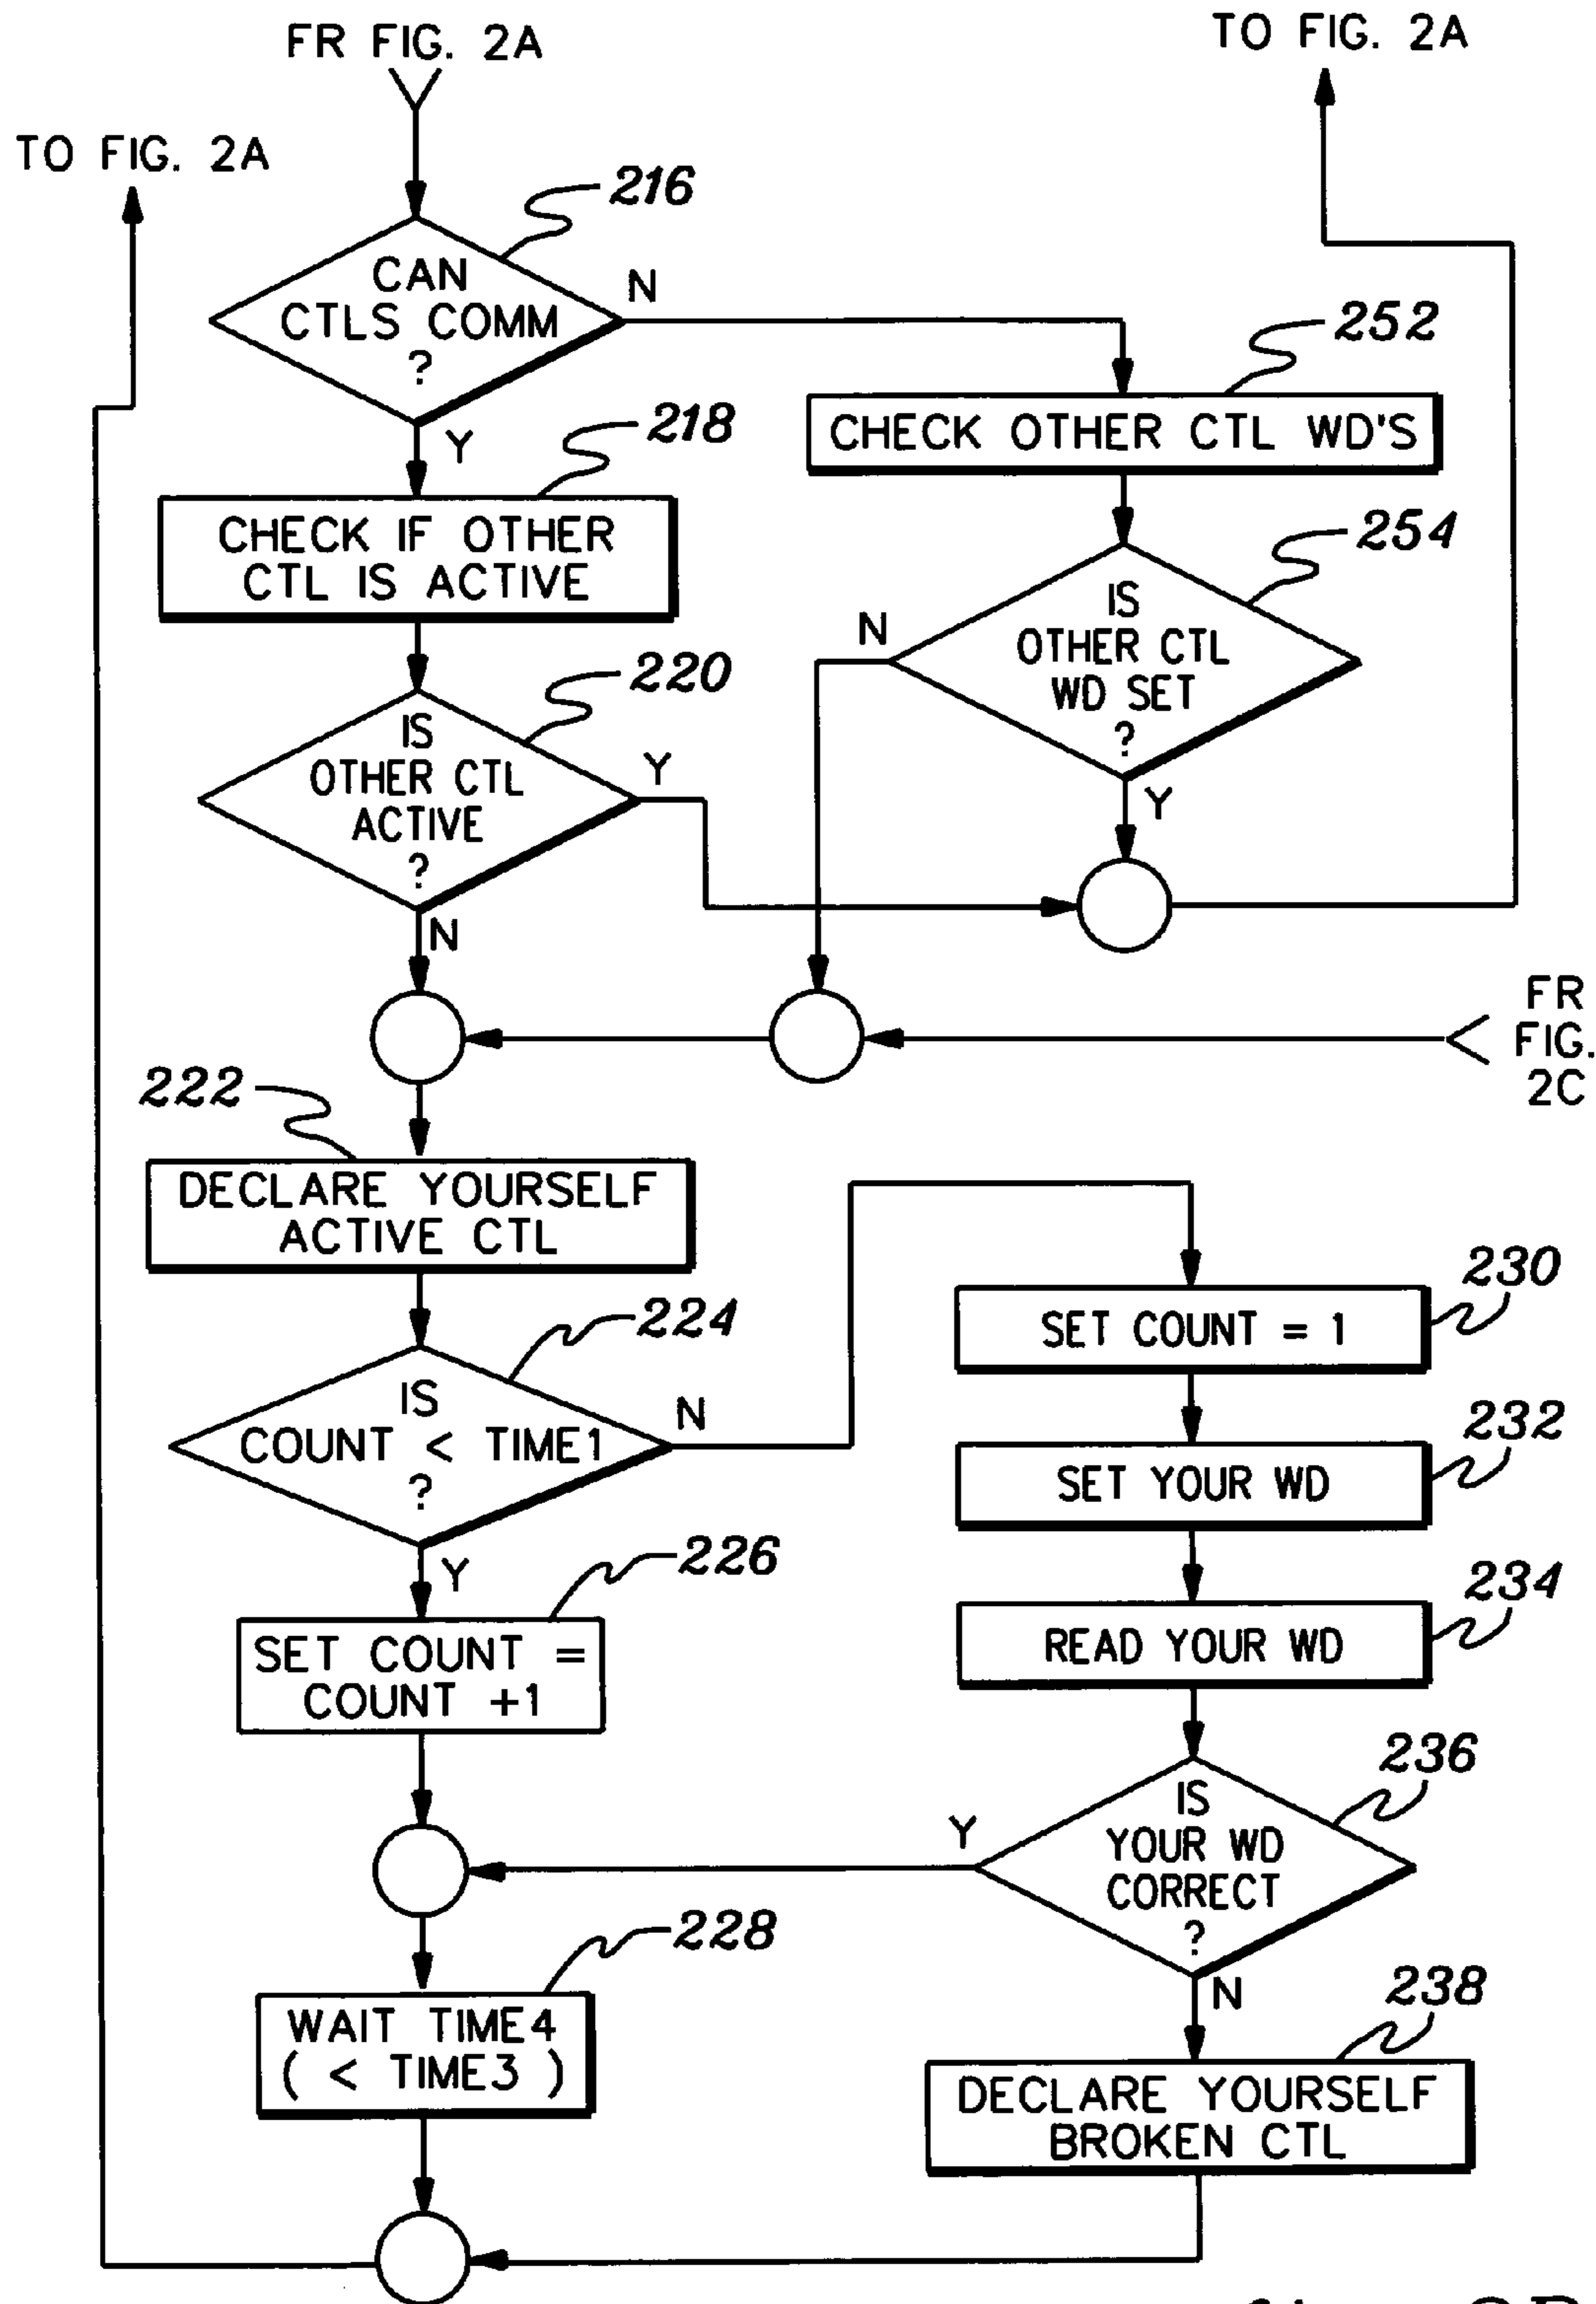 FR FIG. 2A
TO FIG. 2A
TO FIG. 2A
216
CAN
CTLS COMM
?
N
Y
252
CHECK OTHER CTL WD'S
218
CHECK IF OTHER
CTL IS ACTIVE
254
IS
OTHER CTL
WD SET
?
N
Y
220
IS
OTHER CTL
ACTIVE
?
Y
N
FR
FIG.
2C
222
DECLARE YOURSELF
ACTIVE CTL
224
IS
COUNT < TIME1
?
N
Y
230
SET COUNT = 1
232
SET YOUR WD
226
SET COUNT =
COUNT +1
234
READ YOUR WD
236
IS
YOUR WD
CORRECT
?
Y
N
228
WAIT TIME4
( < TIME3 )
238
DECLARE YOURSELF
BROKEN CTL